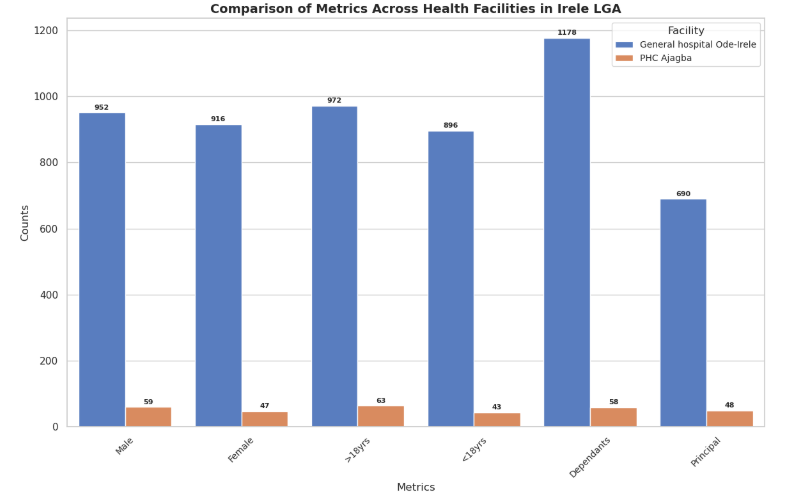 Comparison of Metrics Across Health Facilities in Irele LGA
Facility
General hospital Ode-Irele
PHC Ajagba
Counts
1200
1000
800
600
400
200
0
952
59
916
47
972
63
896
43
1178
58
690
48
Male
Female
>18yrs
<18yrs
Dependants
Principal
Metrics